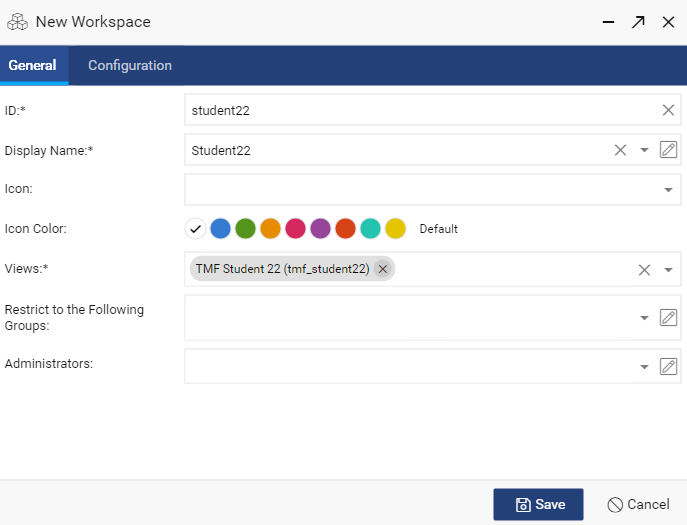 New Workspace
General Configuration
ID:* student22
Display Name:* Student22
Icon:
Icon Color: Default
Views:* TMF Student 22 (tmf_student22)
Restrict to the Following
Groups:
Administrators:
Save Cancel